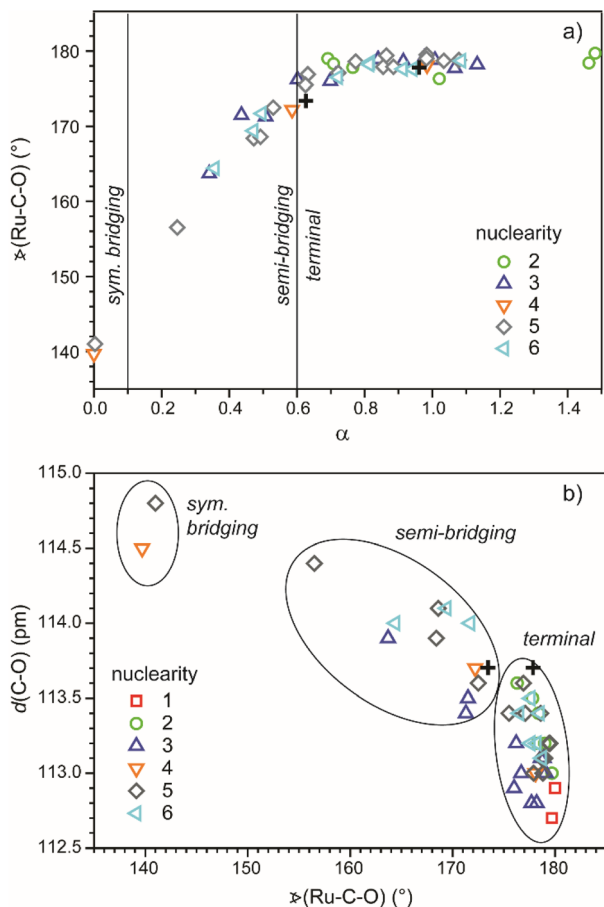 a)
180
170
160
150
140
∡(Ru-C-O) (°)
sym. bridging
semi-bridging
terminal
nuclearity
2
3
4
5
6
0.0 0.2 0.4 0.6 0.8 1.0 1.2 1.4
α
b)
115.0
114.5
114.0
113.5
113.0
112.5
d(C-O) (pm)
sym.
bridging
semi-bridging
terminal
nuclearity
1
2
3
4
5
6
140 150 160 170 180
∡(Ru-C-O) (°)